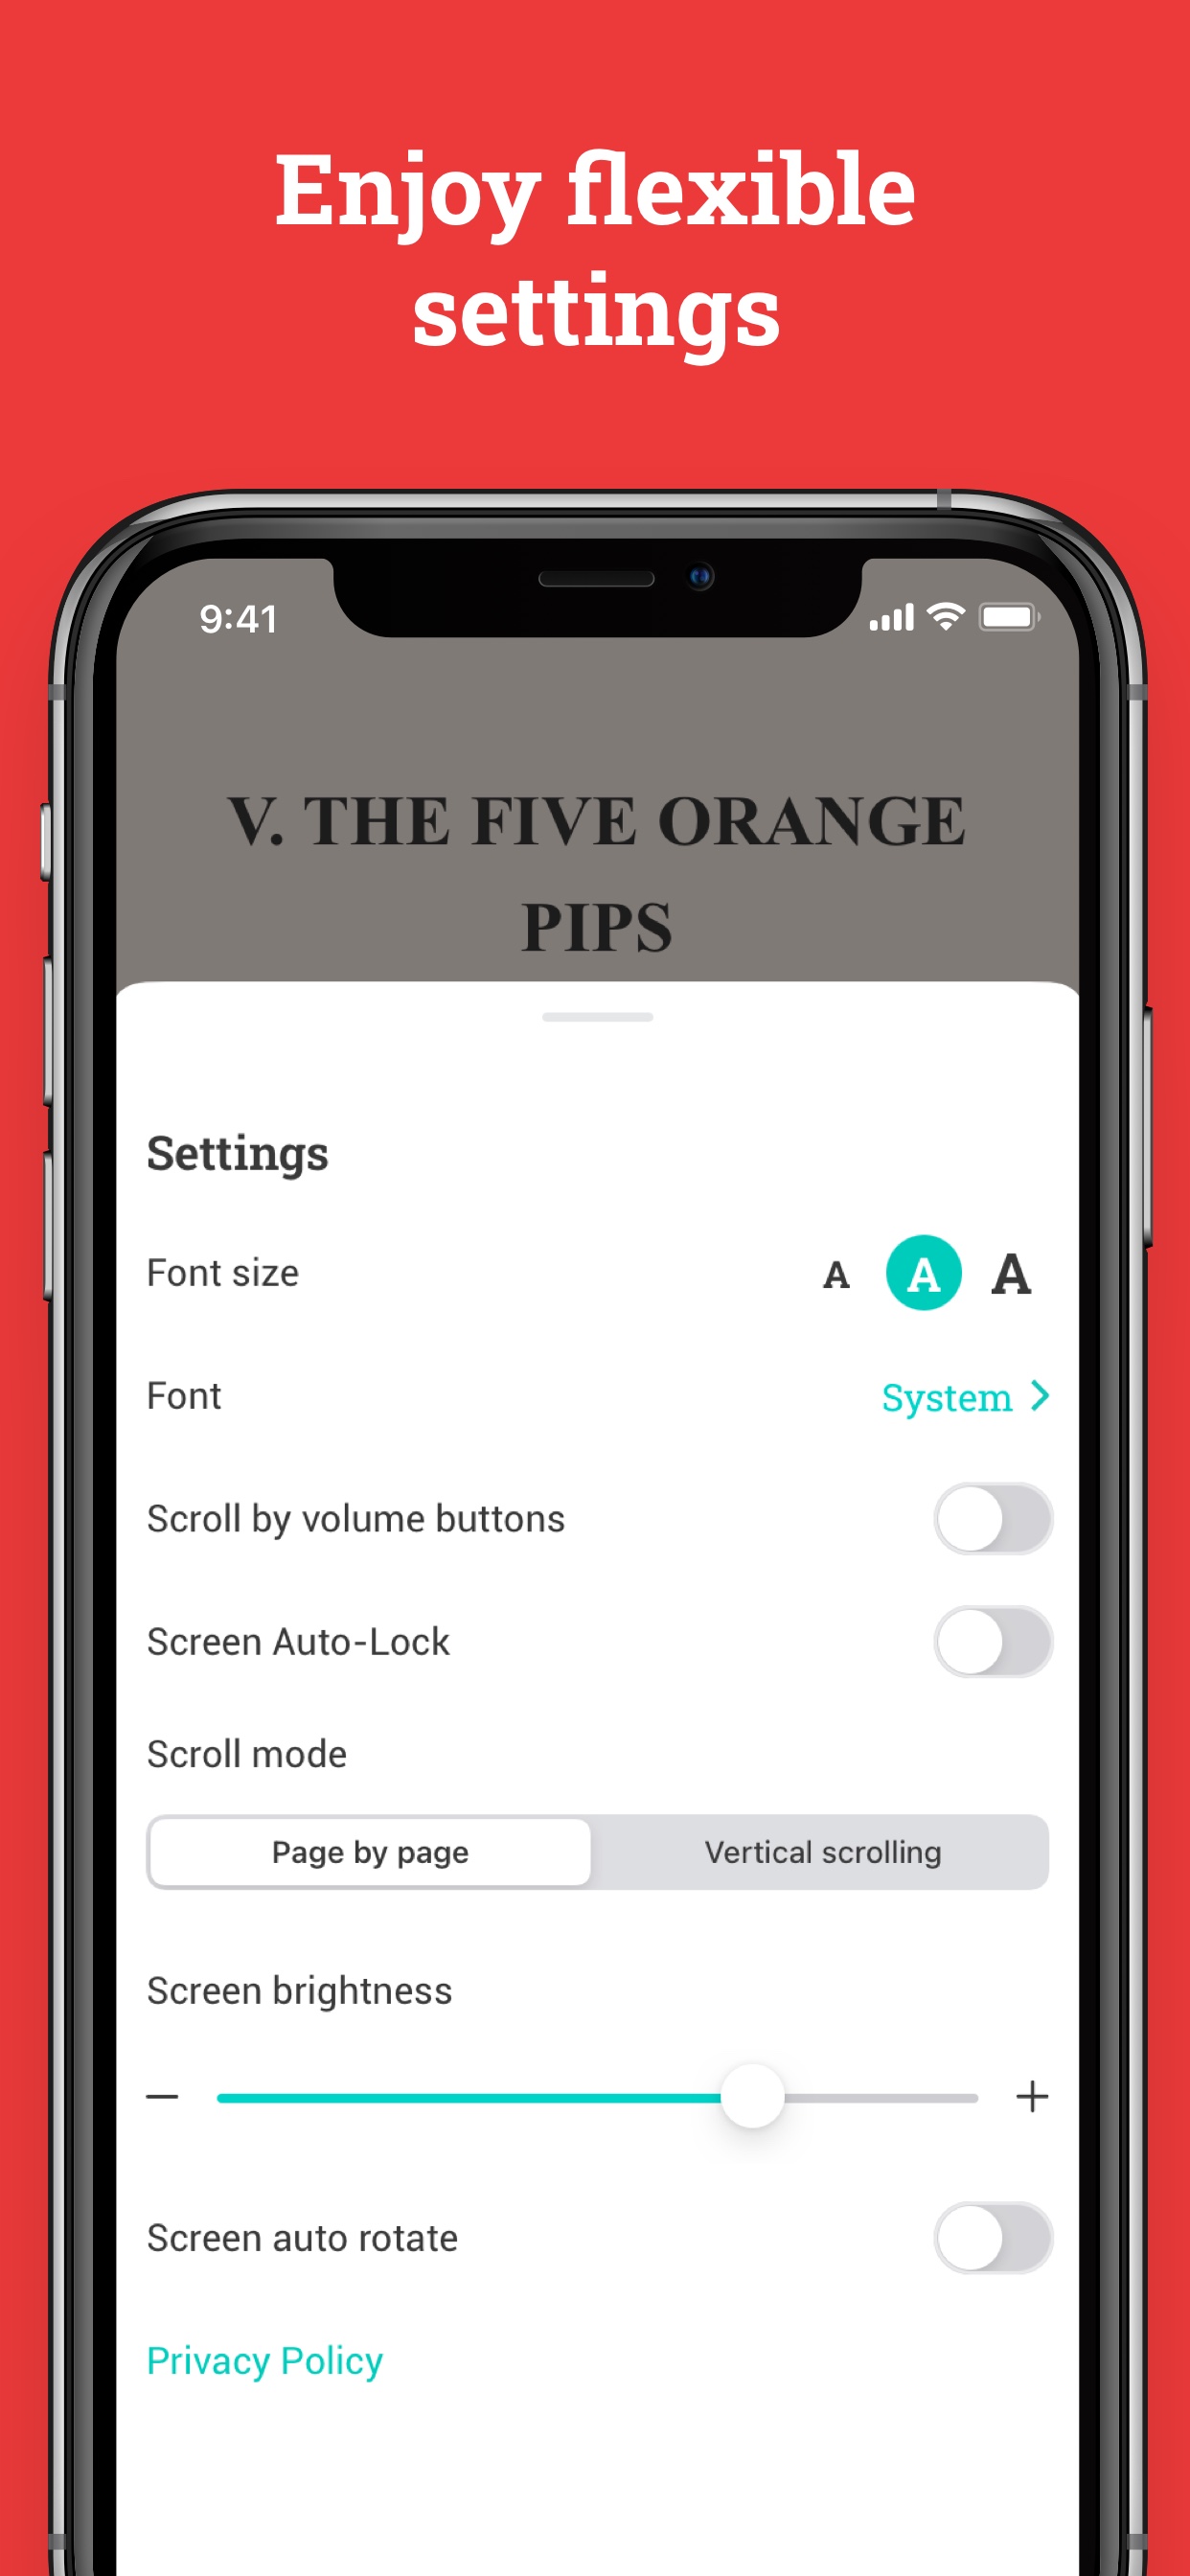 Enjoy flexible
settings
9:41
V. THE FIVE ORANGE
PIPS
Settings
Font size A A A
Font System
Scroll by volume buttons
Screen Auto-Lock
Scroll mode
Page by page Vertical scrolling
Screen brightness
Screen auto rotate
Privacy Policy